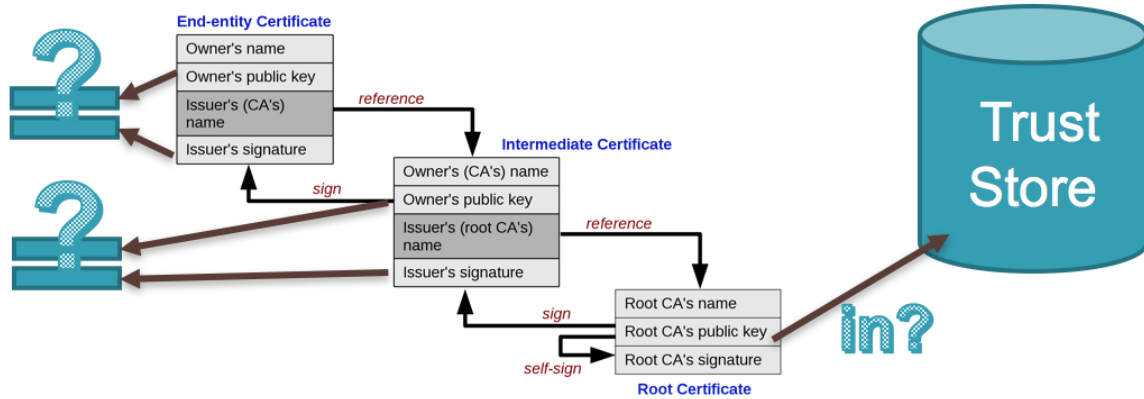 End-entity Certificate
Owner's name
Owner's public key
Issuer's (CA's)
name
Issuer's signature
?
reference
sign
Intermediate Certificate
Owner's (CA's) name
Owner's public key
Issuer's (root CA's)
name
Issuer's signature
?
reference
sign
self-sign
Root CA's name
Root CA's public key
Root CA's signature
Root Certificate
in?
Trust
Store